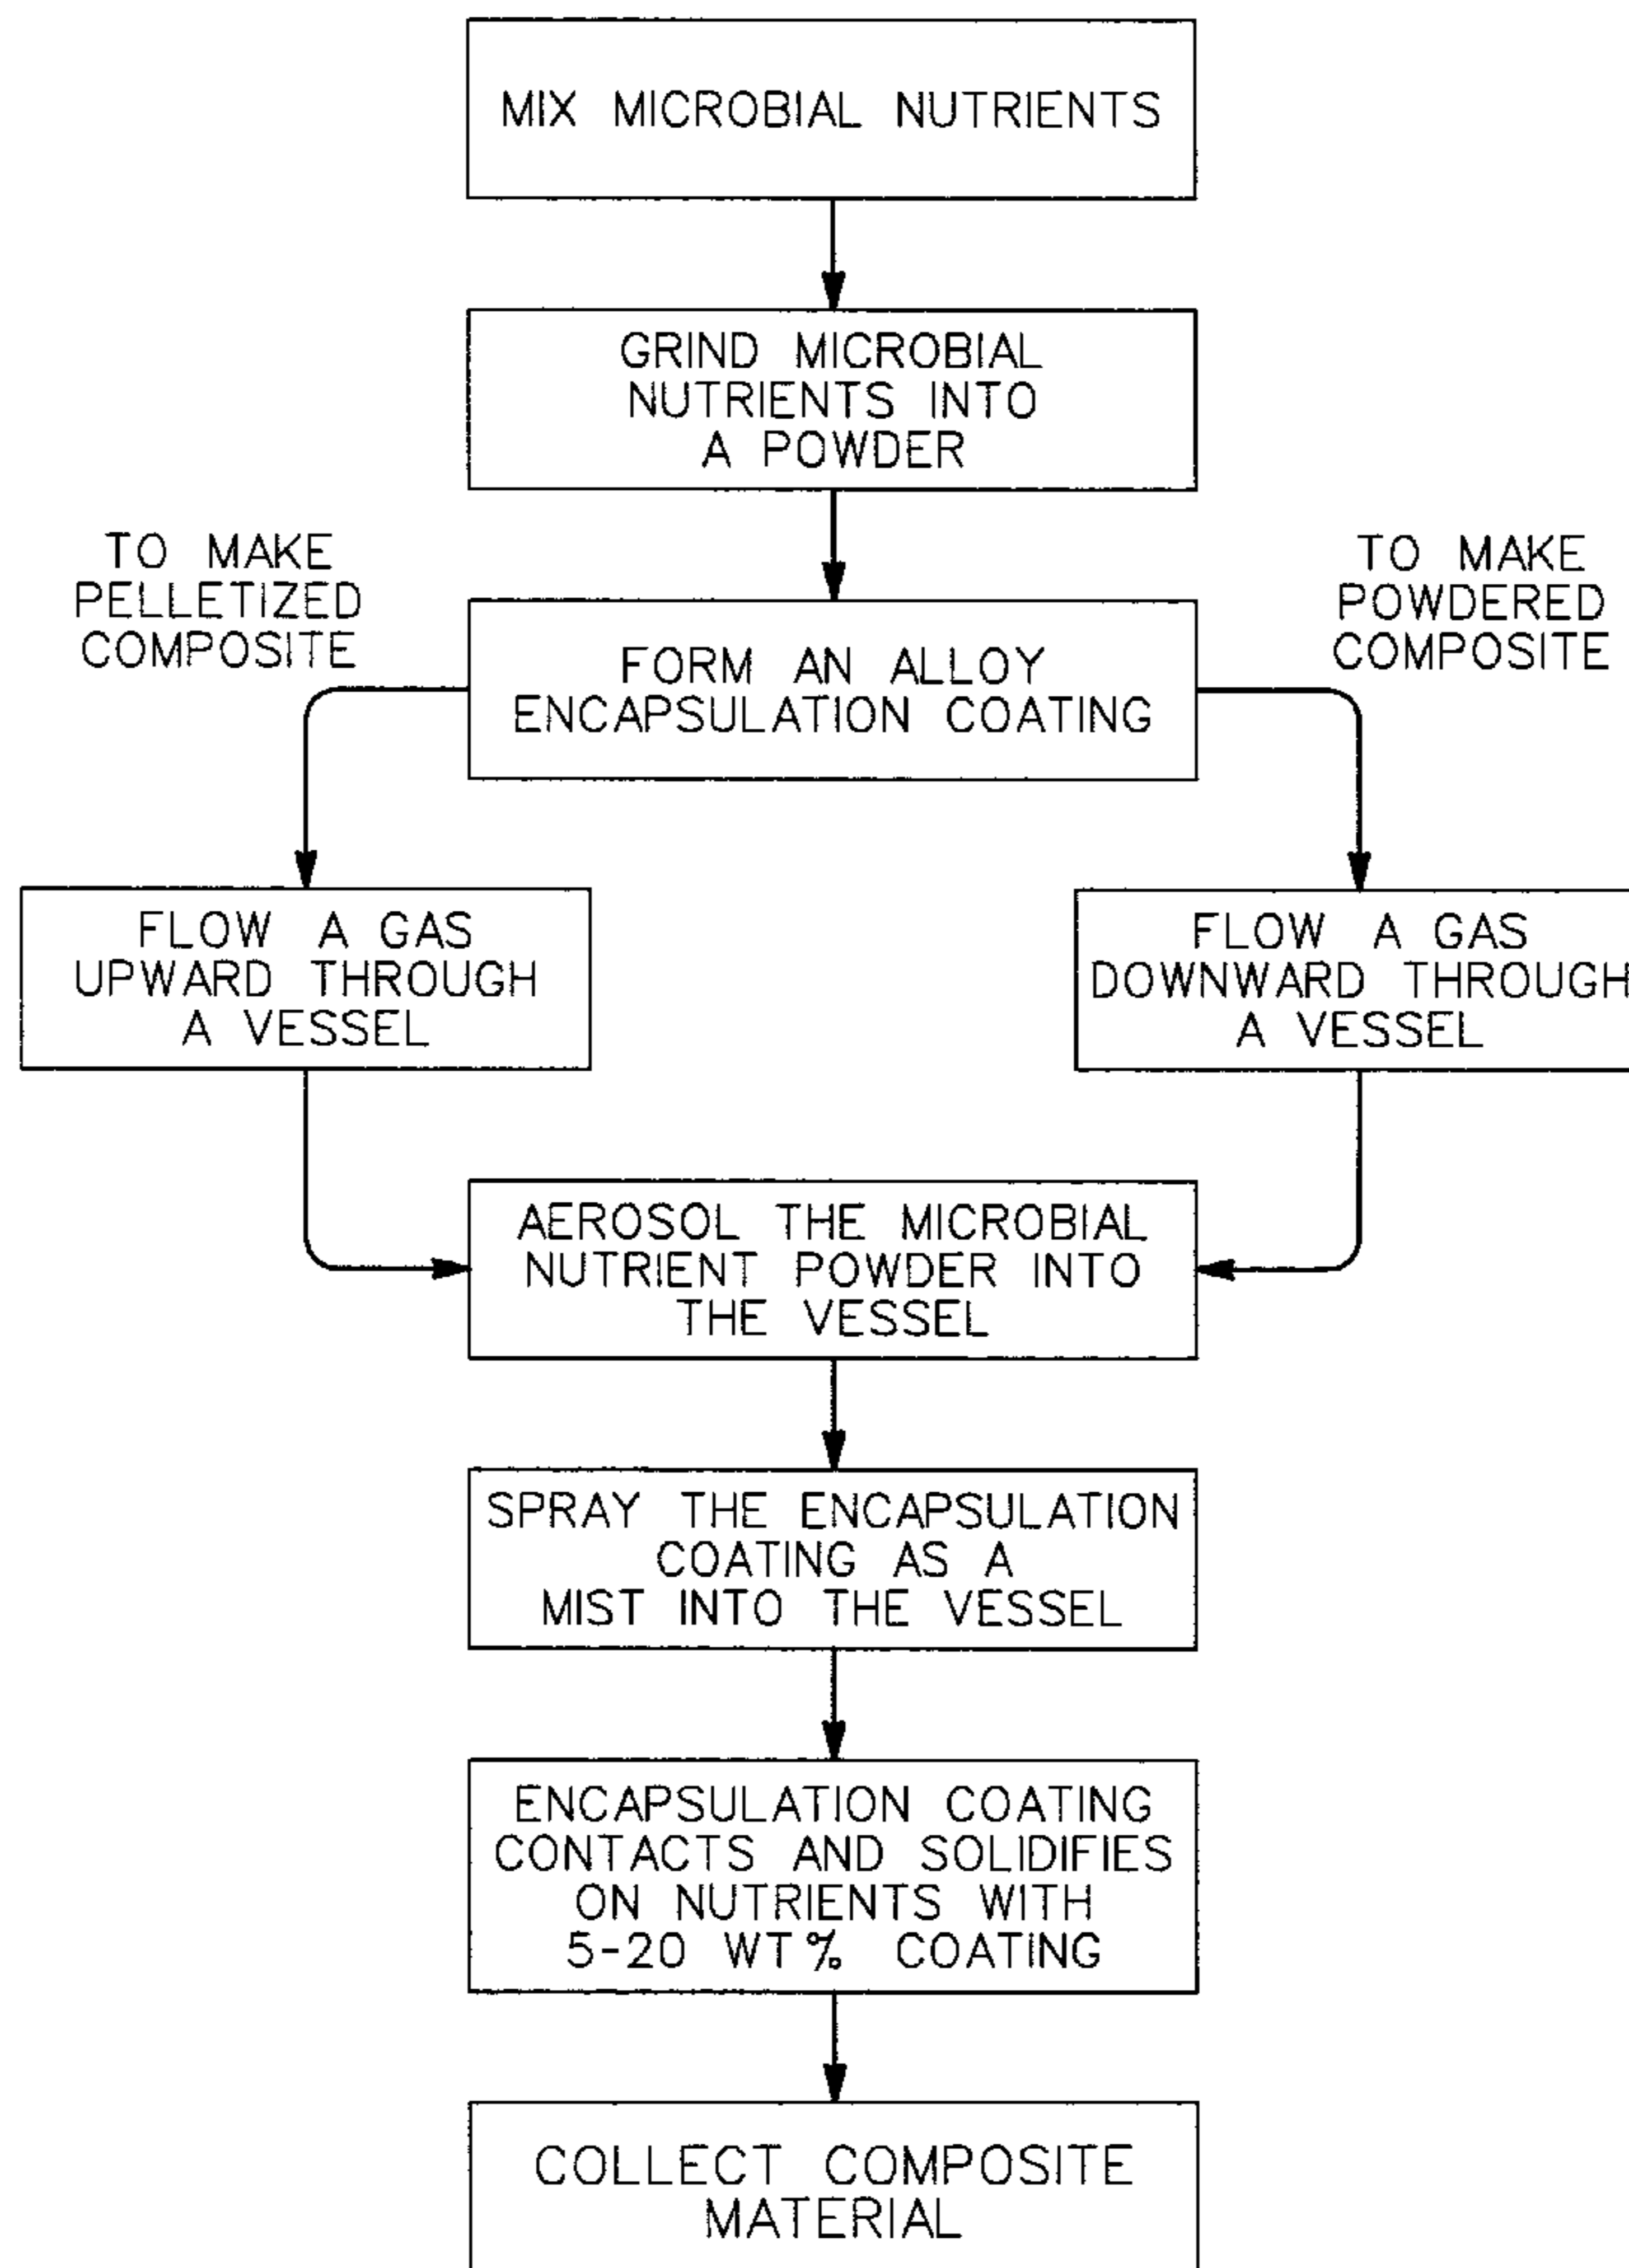 MIX MICROBIAL NUTRIENTS
GRIND MICROBIAL
NUTRIENTS INTO
A POWDER
TO MAKE
PELLETIZED
COMPOSITE
TO MAKE
POWDERED
COMPOSITE
FORM AN ALLOY
ENCAPSULATION COATING
FLOW A GAS
UPWARD THROUGH
A VESSEL
FLOW A GAS
DOWNWARD THROUGH
A VESSEL
AEROSOL THE MICROBIAL
NUTRIENT POWDER INTO
THE VESSEL
SPRAY THE ENCAPSULATION
COATING AS A
MIST INTO THE VESSEL
ENCAPSULATION COATING
CONTACTS AND SOLIDIFIES
ON NUTRIENTS WITH
5-20 WT% COATING
COLLECT COMPOSITE
MATERIAL